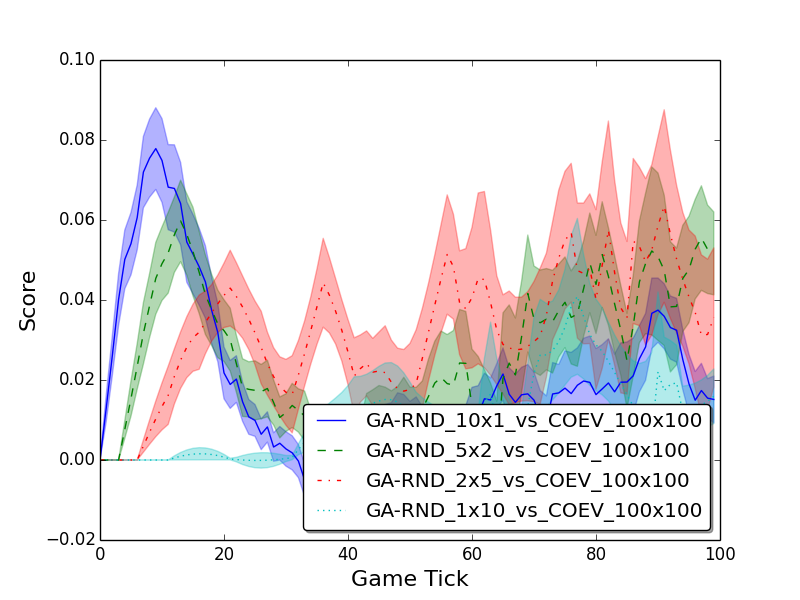 0.10
0.08
0.06
0.04
0.02
0.00
−0.02
Score
GA-RND_10x1_vs_COEV_100x100
GA-RND_5x2_vs_COEV_100x100
GA-RND_2x5_vs_COEV_100x100
GA-RND_1x10_vs_COEV_100x100
0 20 40 60 80 100
Game Tick